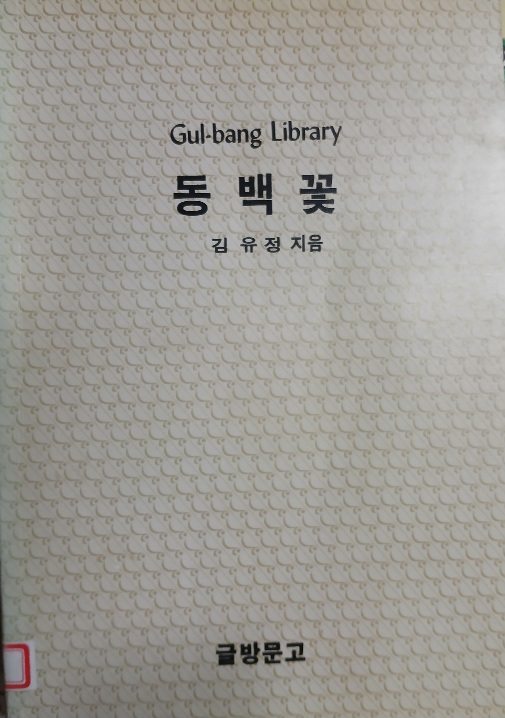 Gul-bang Library
동 백 꽃
김 유 정 지음
글방문고